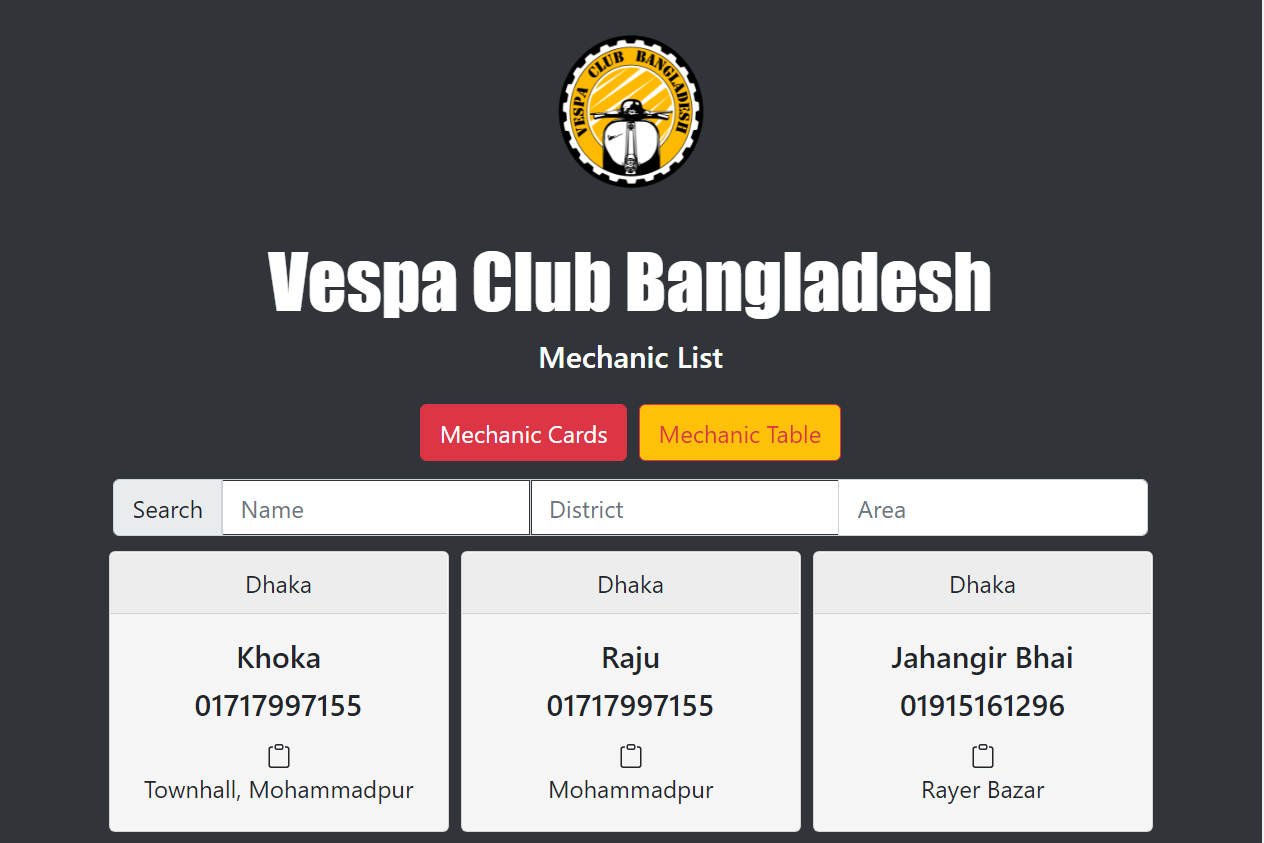 VESPA CLUB BANGLADESH
Vespa Club Bangladesh
Mechanic List
Mechanic Cards Mechanic Table
Search Name District Area
Dhaka Dhaka Dhaka
Khoka Raju Jahangir Bhai
01717997155 01717997155 01915161296
Townhall, Mohammadpur Mohammadpur Rayer Bazar